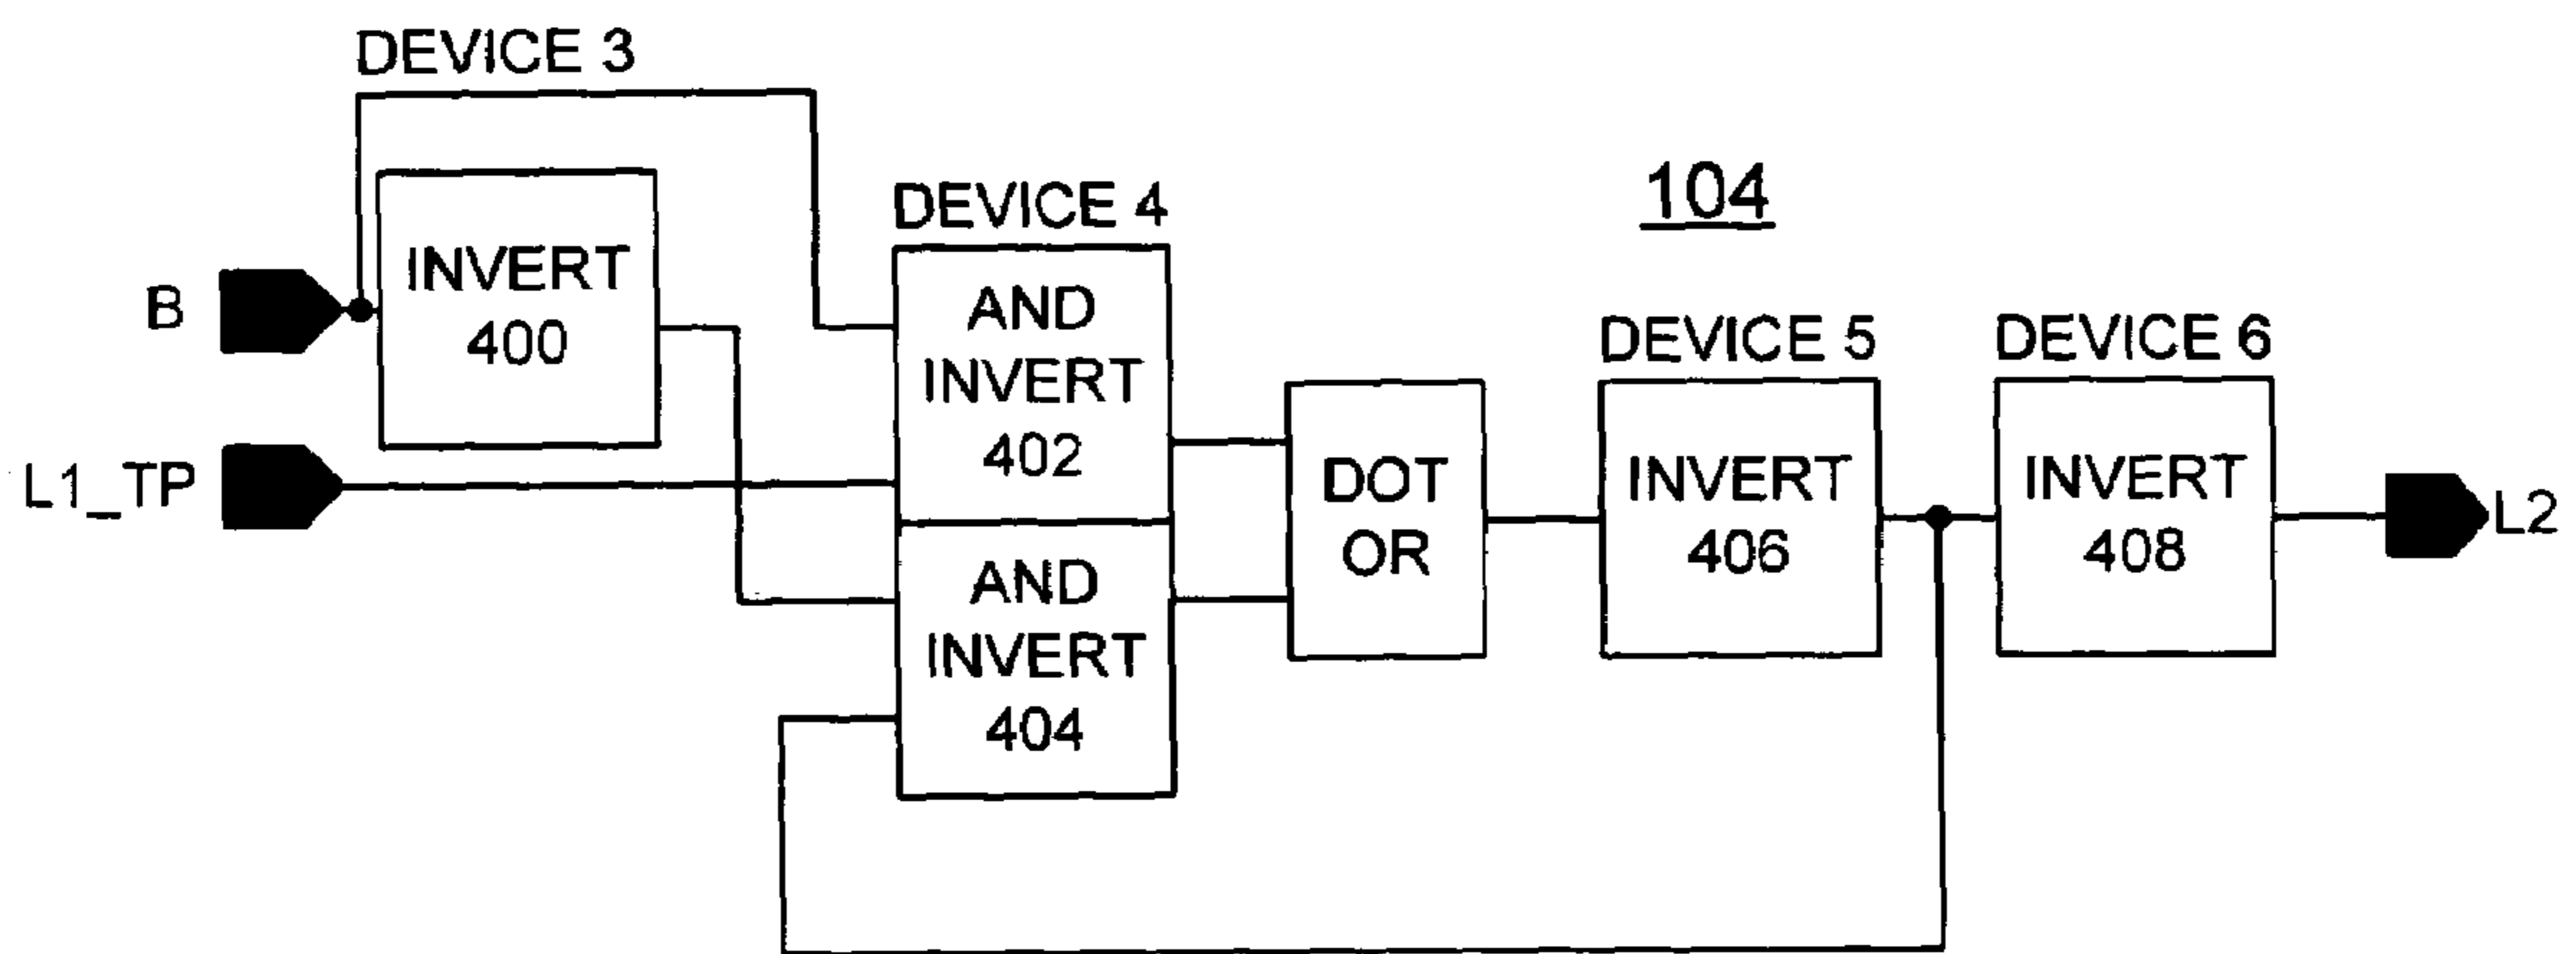 DEVICE 3
104
DEVICE 4
INVERT
400
B
AND
INVERT
402
DEVICE 5
DEVICE 6
L1_TP
DOT
OR
INVERT
406
INVERT
408
L2
AND
INVERT
404